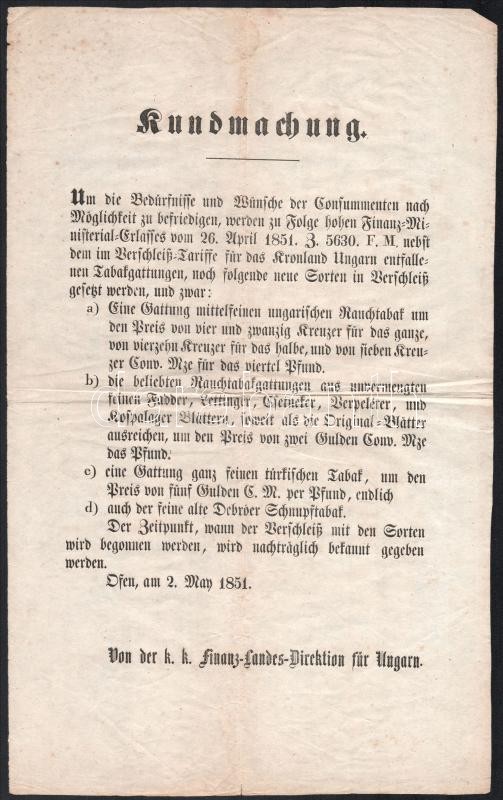 Kundmachung.
Um die Bedürfnisse und Wünsche der Consummenten nach
Möglichkeit zu befriedigen, werden zu Folge hohen Finanz-Mi-
nisterial-Erlasses vom 26. April 1851. Z. 5630. F. M. nebst
dem im Verschleiß-Tariffe für das Kronland Ungarn entfalle-
nen Tabakgattungen, noch folgende neue Sorten in Verschleiß
gesetzt werden, und zwar:
a) Eine Gattung mittelfeinen ungarischen Rauchtabak um
den Preis von vier und zwanzig Kreuzer für das ganze,
von vierzehn Kreuzer für das halbe, und von sieben Kreu-
zer Conv. Mze für das viertel Pfund.
b) die beliebten Rauchtabakgattungen aus unvermengten
feinen Fadder, Lettinger, Csetneker, Verpeléter, und
Kospalager Blättern, soweit als die Original-Blätter
ausreichen, um den Preis von zwei Gulden Conv. Mze
das Pfund.
c) eine Gattung ganz feinen türkischen Tabak, um den
Preis von fünf Gulden C. M. per Pfund, endlich
d) auch der feine alte Debröer Schnupftabak.
Der Zeitpunkt, wann der Verschleiß mit den Sorten
wird begonnen werden, wird nachträglich bekannt gegeben
werden.
Ofen, am 2. May 1851.
Von der k. k. Finanz-Landes-Direktion für Ungarn.